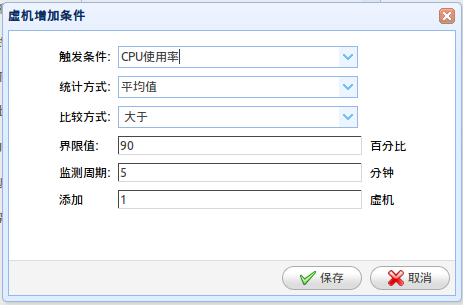 虚机增加条件
触发条件: CPU使用率
统计方式: 平均值
比较方式: 大于
界限值: 90 百分比
监测周期: 5 分钟
添加 1 虚机
保存 取消